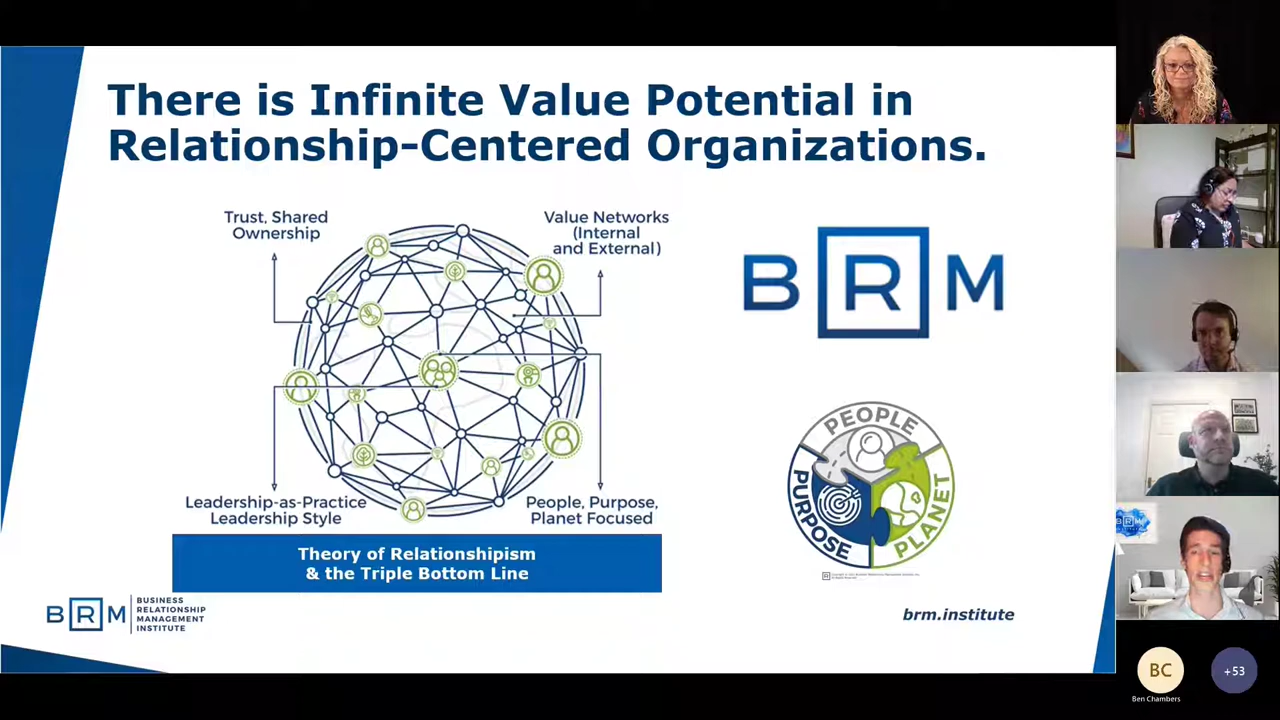 There is Infinite Value Potential in
Relationship-Centered Organizations.
Trust, Shared
Ownership
Value Networks
(Internal
and External)
Leadership-as-Practice
Leadership Style
People, Purpose,
Planet Focused
Theory of Relationshipism
& the Triple Bottom Line
BRM
PEOPLE
PURPOSE
PLANET
BRM
BUSINESS
RELATIONSHIP
MANAGEMENT
INSTITUTE
brm.institute
BRM
BC
Ben Chambers
+53